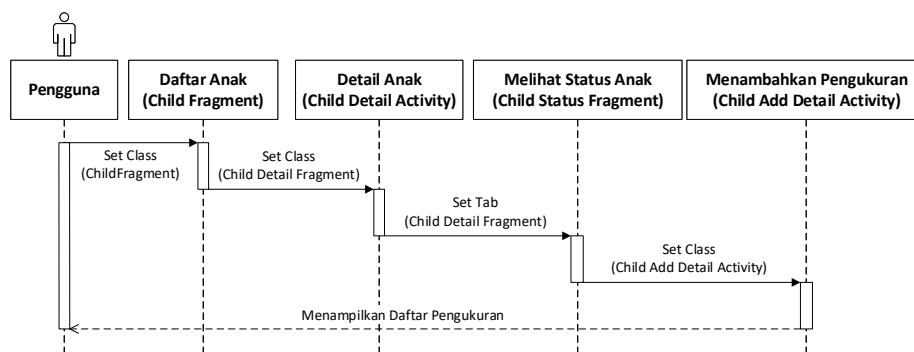 Pengguna
Daftar Anak
(Child Fragment)
Detail Anak
(Child Detail Activity)
Melihat Status Anak
(Child Status Fragment)
Menambahkan Pengukuran
(Child Add Detail Activity)
Set Class
(ChildFragment)
Set Class
(Child Detail Fragment)
Set Tab
(Child Detail Fragment)
Set Class
(Child Add Detail Activity)
Menampilkan Daftar Pengukuran